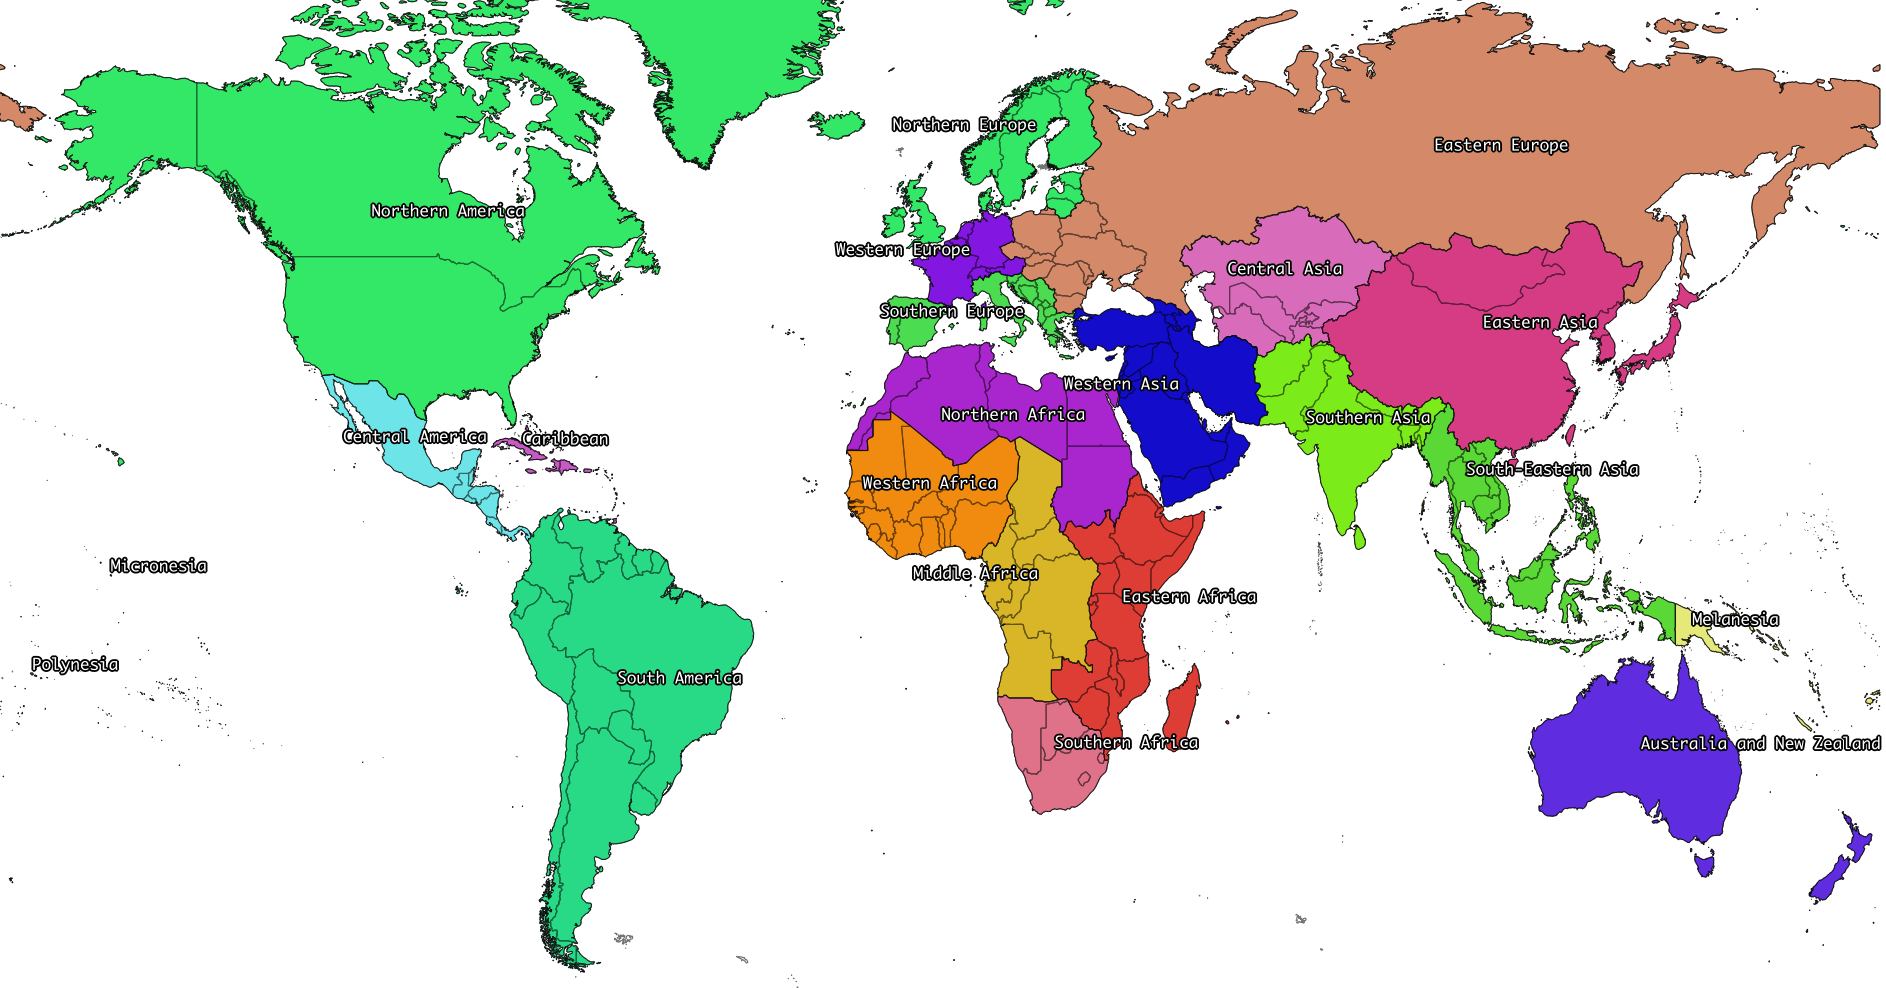 Northern Europe
Eastern Europe
Northern America
Western Europe
Central Asia
Southern Europe
Eastern Asia
Western Asia
Northern Africa
Southern Asia
Central America
Caribbean
South-Eastern Asia
Western Africa
Micronesia
Middle Africa
Eastern Africa
Melanesia
Polynesia
South America
Southern Africa
Australia and New Zealand